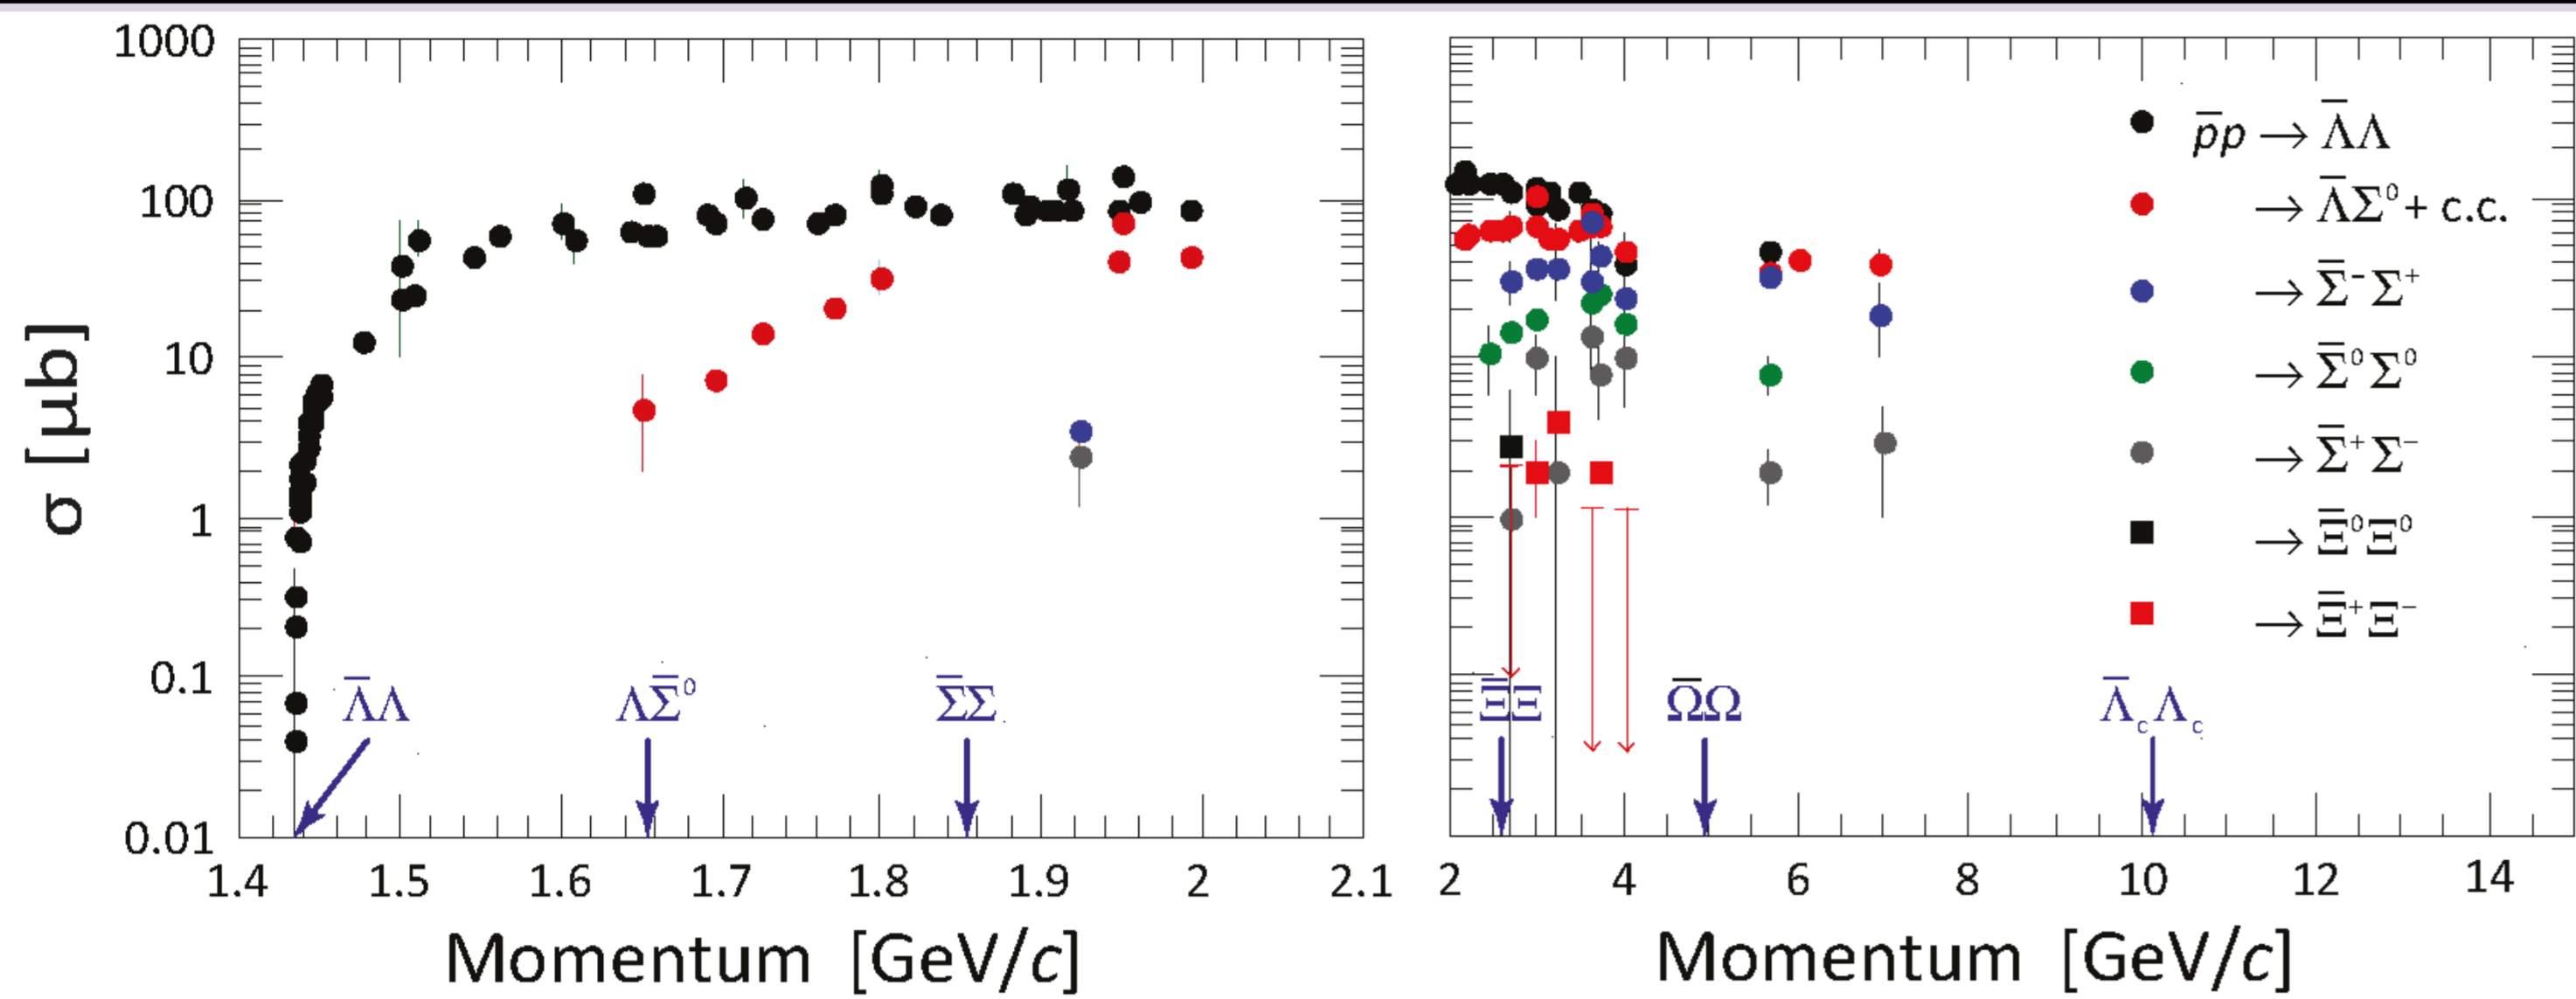 1000
100
10
1
0.1
0.01
σ [μb]
Λ̅Λ
ΛΣ̅⁰
Σ̅Σ
1.4 1.5 1.6 1.7 1.8 1.9 2 2.1
Momentum [GeV/c]
p̅p → Λ̅Λ
→ Λ̅Σ⁰ + c.c.
→ Σ̅⁻Σ⁺
→ Σ̅⁰Σ⁰
→ Σ̅⁺Σ⁻
→ Ξ̅⁰Ξ⁰
→ Ξ̅⁺Ξ⁻
Ξ̅Ξ
Ω̅Ω
Λ̅cΛc
2 4 6 8 10 12 14
Momentum [GeV/c]